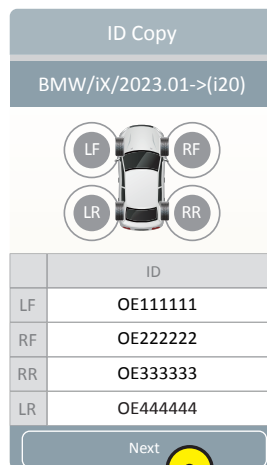 ID Copy
BMW/iX/2023.01->(i20)
LF RF
LR RR
ID
LF OE111111
RF OE222222
RR OE333333
LR OE444444
Next